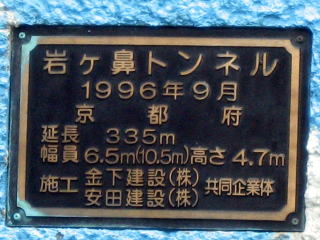 岩ヶ鼻トンネル
1996年9月
京都府
延長 335m
幅員 6.5m(10.5m)高さ 4.7m
施工 金下建設(株) 共同企業体
安田建設(株)